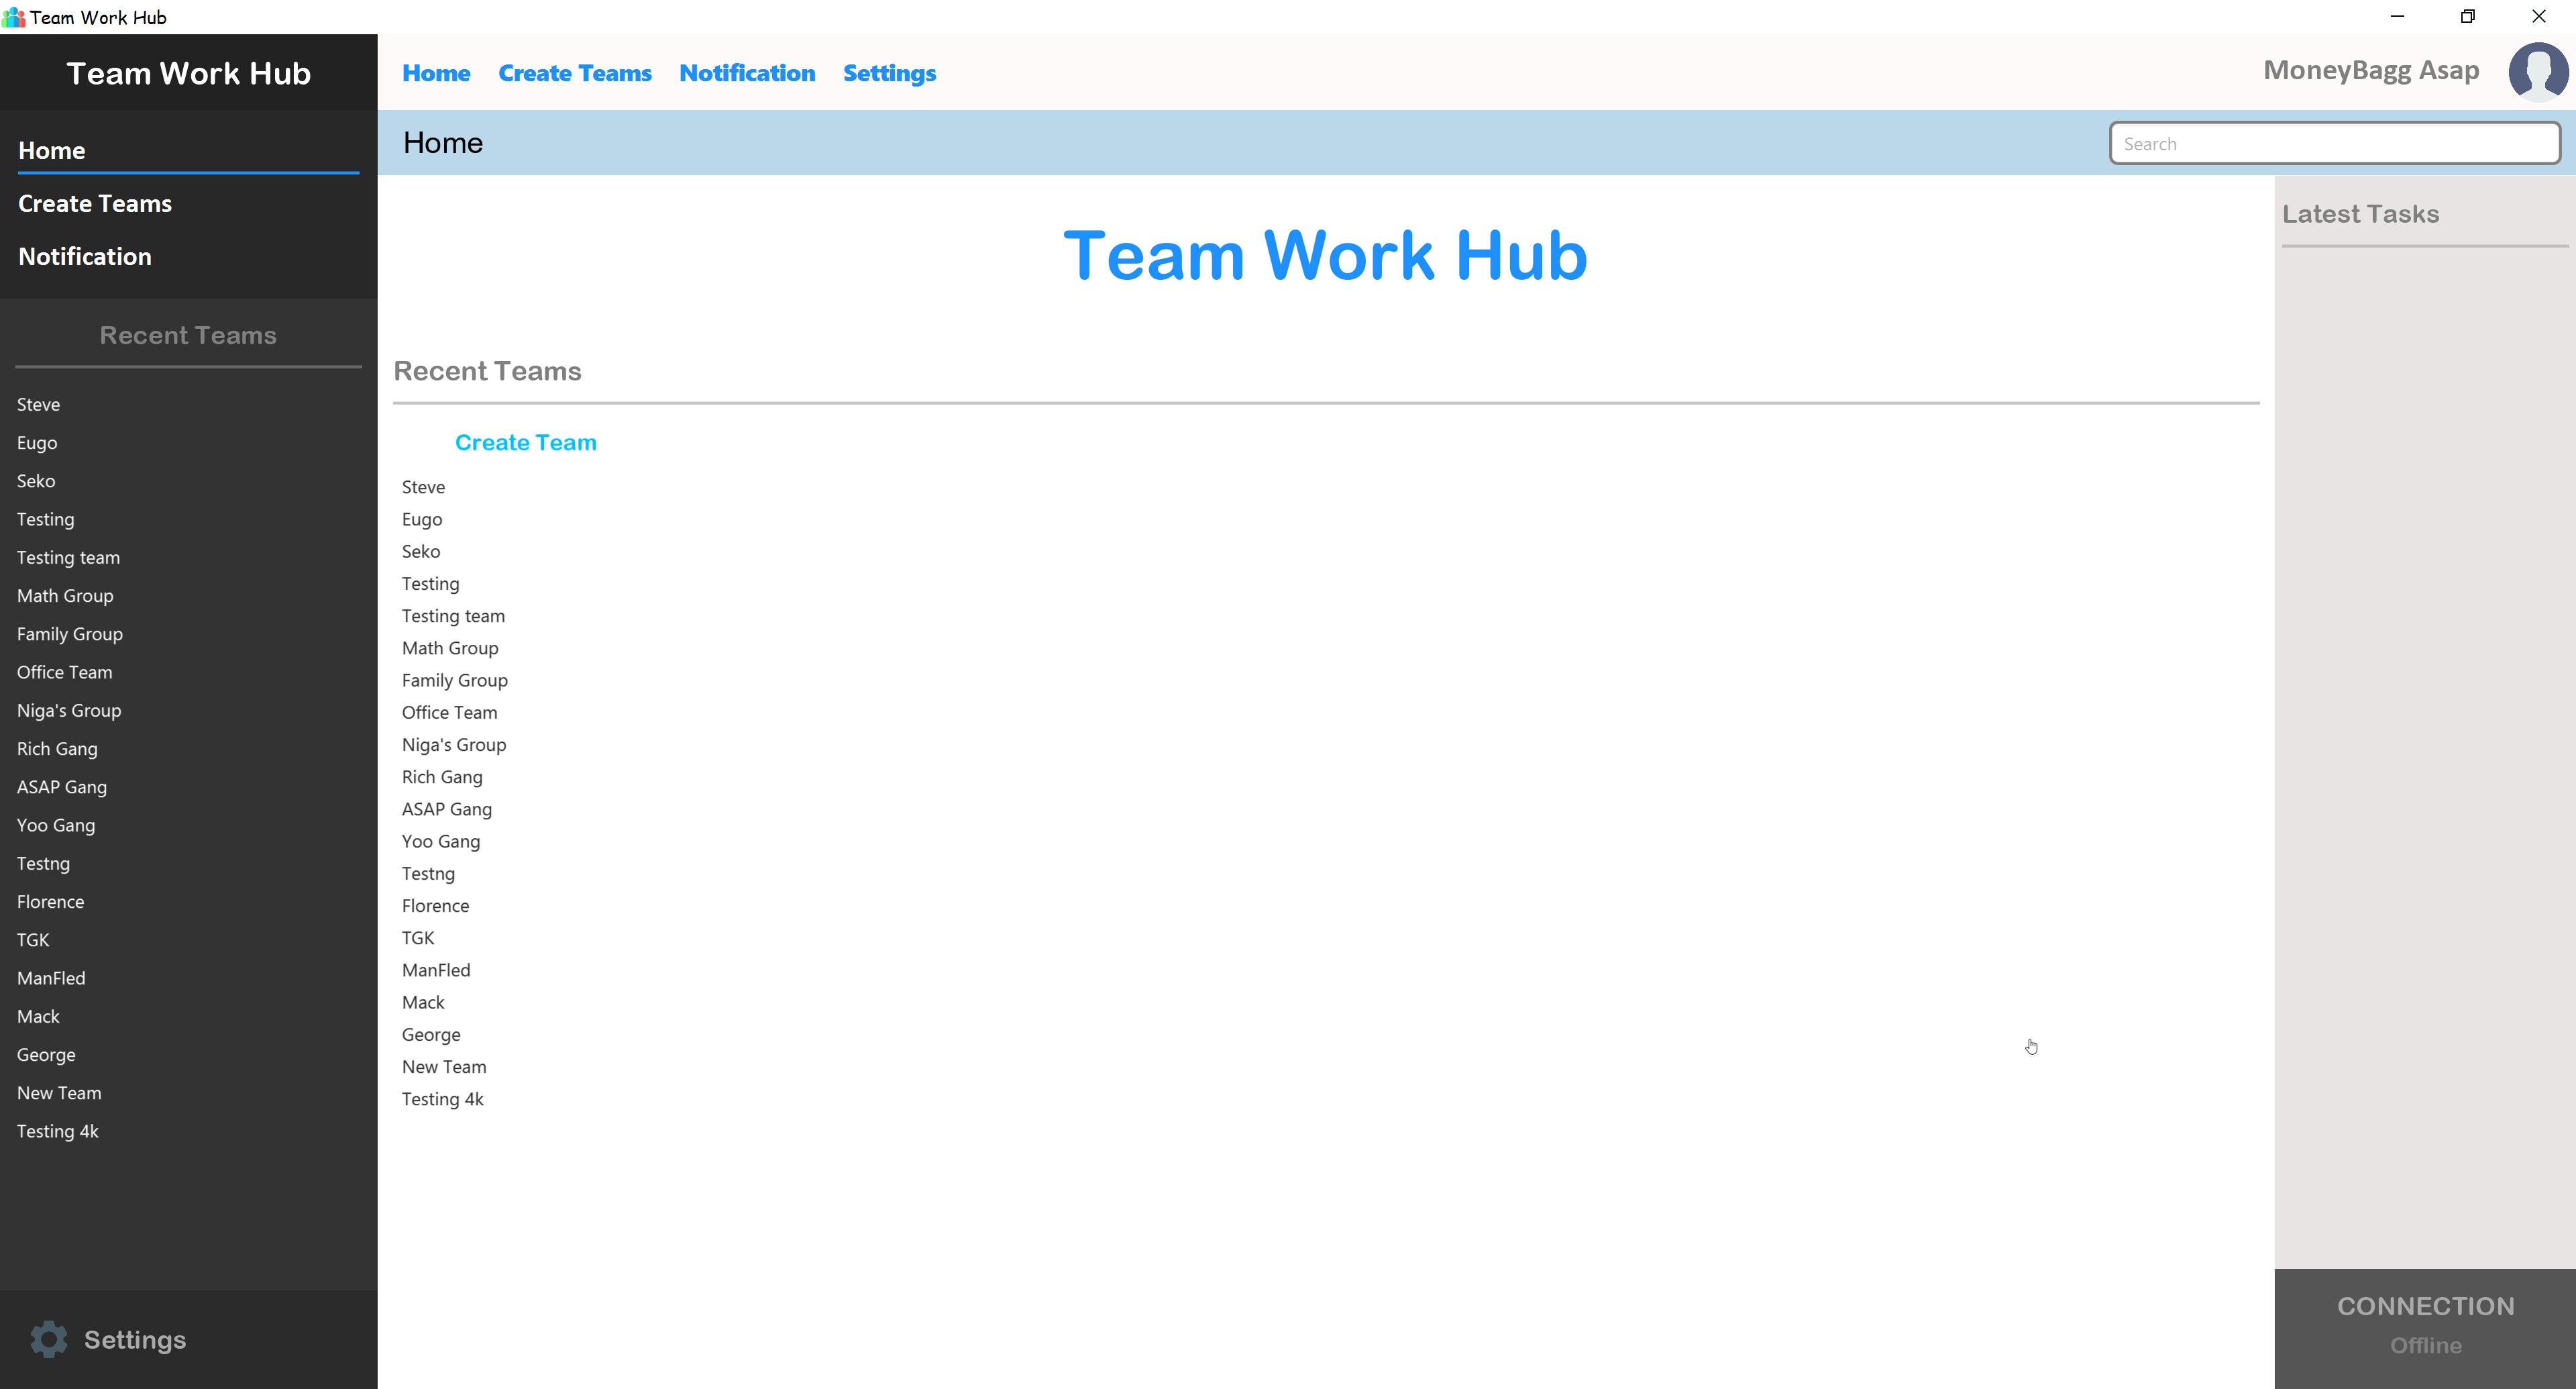 Team Work Hub
Team Work Hub
Home
Create Teams
Notification
Recent Teams
Steve
Eugo
Seko
Testing
Testing team
Math Group
Family Group
Office Team
Niga's Group
Rich Gang
ASAP Gang
Yoo Gang
Testng
Florence
TGK
ManFled
Mack
George
New Team
Testing 4k
Settings
Home Create Teams Notification Settings
MoneyBagg Asap
Home
Search
Team Work Hub
Recent Teams
Create Team
Steve
Eugo
Seko
Testing
Testing team
Math Group
Family Group
Office Team
Niga's Group
Rich Gang
ASAP Gang
Yoo Gang
Testng
Florence
TGK
ManFled
Mack
George
New Team
Testing 4k
Latest Tasks
CONNECTION
Offline